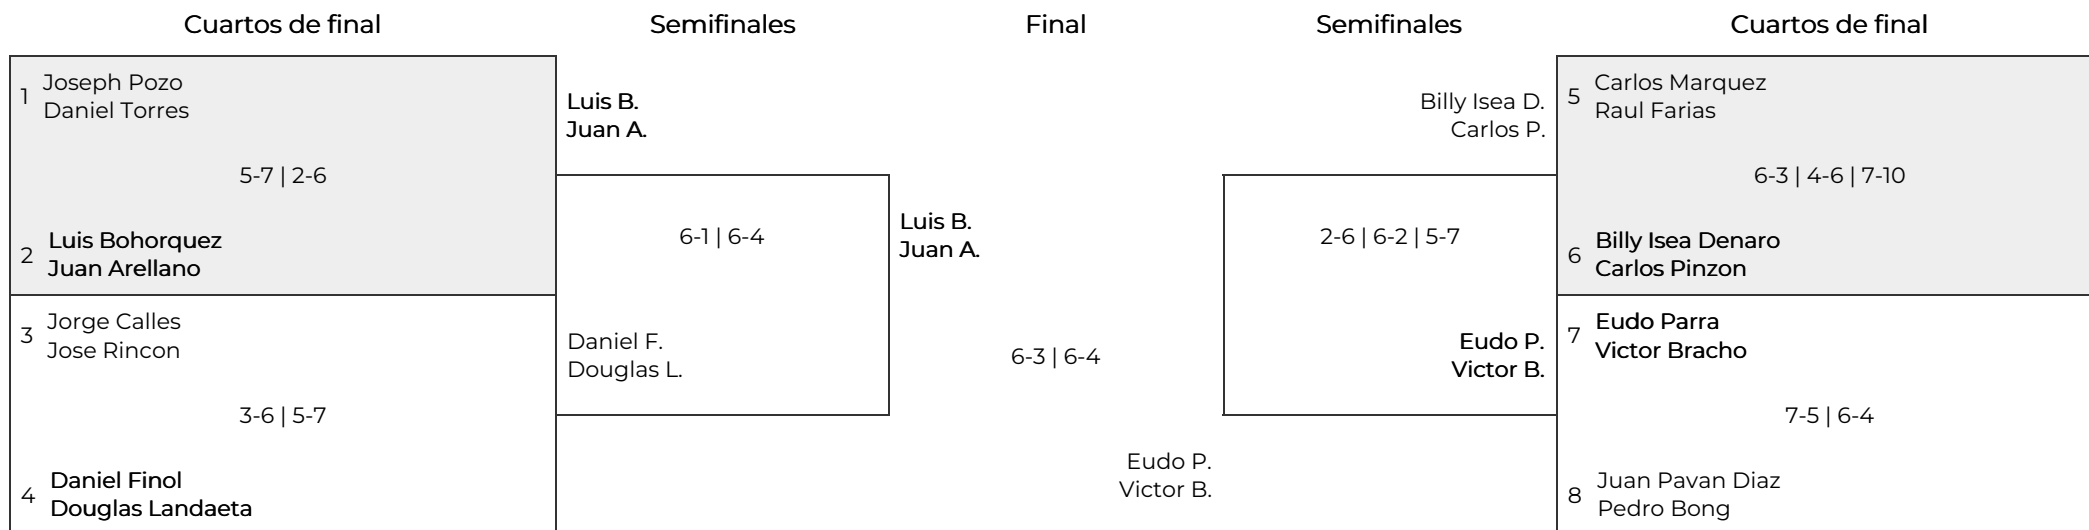 Cuartos de final
Semifinales
Final
Semifinales
Cuartos de final
1
Joseph Pozo
Daniel Torres
5-7 | 2-6
2
Luis Bohorquez
Juan Arellano
3
Jorge Calles
Jose Rincon
3-6 | 5-7
4
Daniel Finol
Douglas Landaeta
Luis B.
Juan A.
6-1 | 6-4
Daniel F.
Douglas L.
Luis B.
Juan A.
6-3 | 6-4
Eudo P.
Victor B.
Billy Isea D.
Carlos P.
2-6 | 6-2 | 5-7
Eudo P.
Victor B.
5
Carlos Marquez
Raul Farias
6-3 | 4-6 | 7-10
6
Billy Isea Denaro
Carlos Pinzon
7
Eudo Parra
Victor Bracho
7-5 | 6-4
8
Juan Pavan Diaz
Pedro Bong